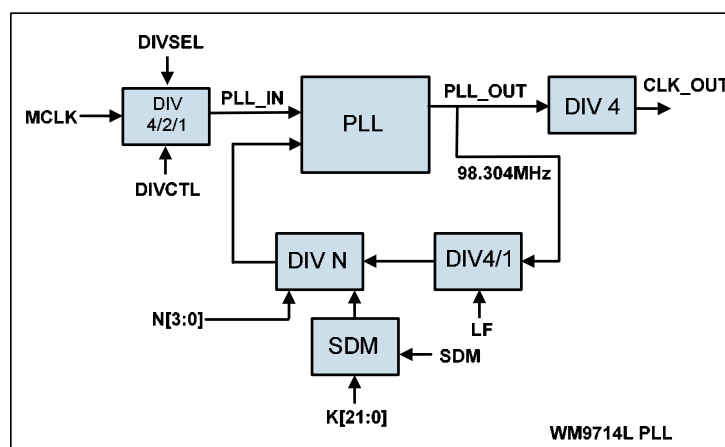 DIVSEL
DIV
4/2/1
MCLK
PLL_IN
DIVCTL
PLL
PLL_OUT
DIV 4
CLK_OUT
98.304MHz
DIV N
DIV4/1
N[3:0]
LF
SDM
SDM
K[21:0]
WM9714L PLL